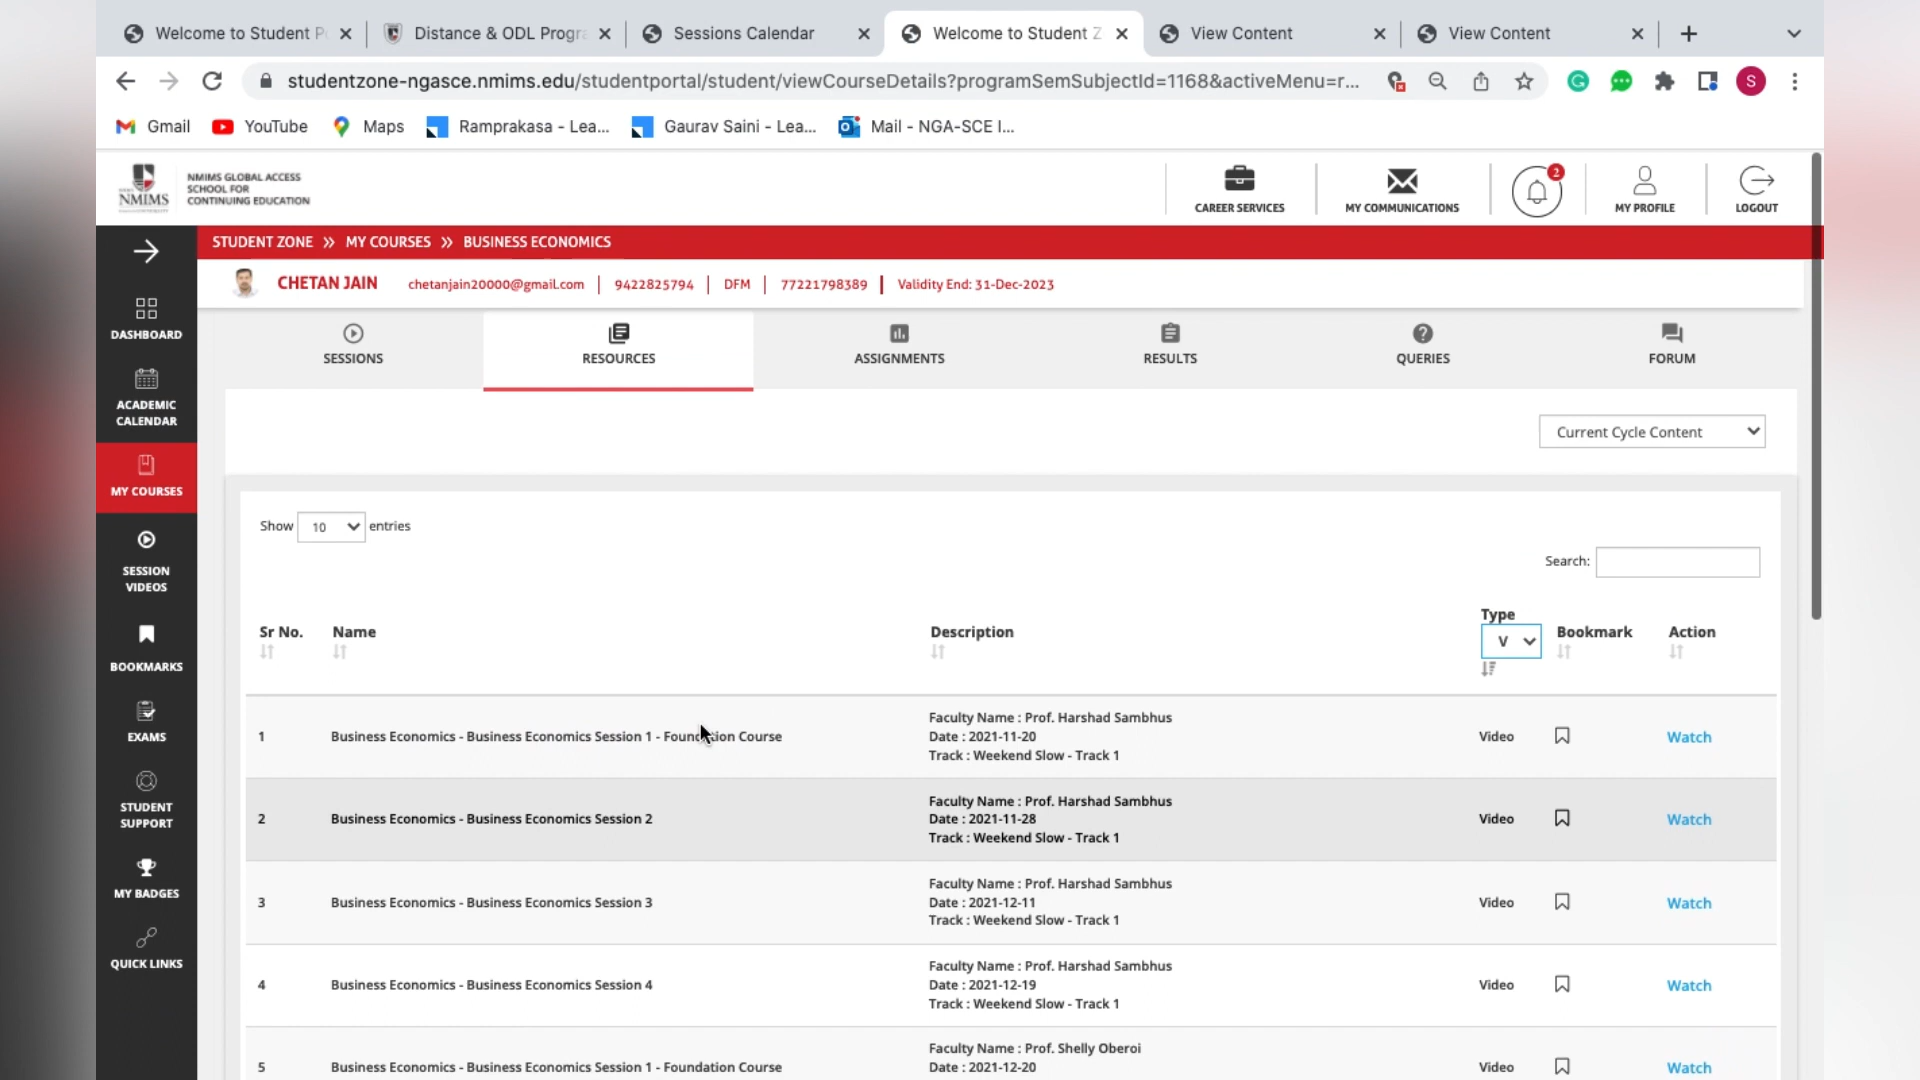 Welcome to Student P
Distance & ODL Progra
Sessions Calendar
Welcome to Student Z
View Content
View Content
studentzone-ngasce.nmims.edu/studentportal/student/viewCourseDetails?programSemSubjectId=1168&activeMenu=r...
S
Gmail
YouTube
Maps
Ramprakasa - Lea...
Gaurav Saini - Lea...
Mail - NGA-SCE I...
NMIMS
NMIMS GLOBAL ACCESS
SCHOOL FOR
CONTINUING EDUCATION
CAREER SERVICES
MY COMMUNICATIONS
2
MY PROFILE
LOGOUT
STUDENT ZONE » MY COURSES » BUSINESS ECONOMICS
CHETAN JAIN chetanjain20000@gmail.com | 9422825794 | DFM | 77221798389 | Validity End: 31-Dec-2023
DASHBOARD
ACADEMIC
CALENDAR
MY COURSES
SESSION
VIDEOS
BOOKMARKS
EXAMS
STUDENT
SUPPORT
MY BADGES
QUICK LINKS
SESSIONS
RESOURCES
ASSIGNMENTS
RESULTS
QUERIES
FORUM
Current Cycle Content
Show 10 entries
Search:
Sr No. Name Description Type V Bookmark Action
1 Business Economics - Business Economics Session 1 - Foundation Course
Faculty Name : Prof. Harshad Sambhus
Date : 2021-11-20
Track : Weekend Slow - Track 1
Video Watch
2 Business Economics - Business Economics Session 2
Faculty Name : Prof. Harshad Sambhus
Date : 2021-11-28
Track : Weekend Slow - Track 1
Video Watch
3 Business Economics - Business Economics Session 3
Faculty Name : Prof. Harshad Sambhus
Date : 2021-12-11
Track : Weekend Slow - Track 1
Video Watch
4 Business Economics - Business Economics Session 4
Faculty Name : Prof. Harshad Sambhus
Date : 2021-12-19
Track : Weekend Slow - Track 1
Video Watch
5 Business Economics - Business Economics Session 1 - Foundation Course
Faculty Name : Prof. Shelly Oberoi
Date : 2021-12-20
Video Watch